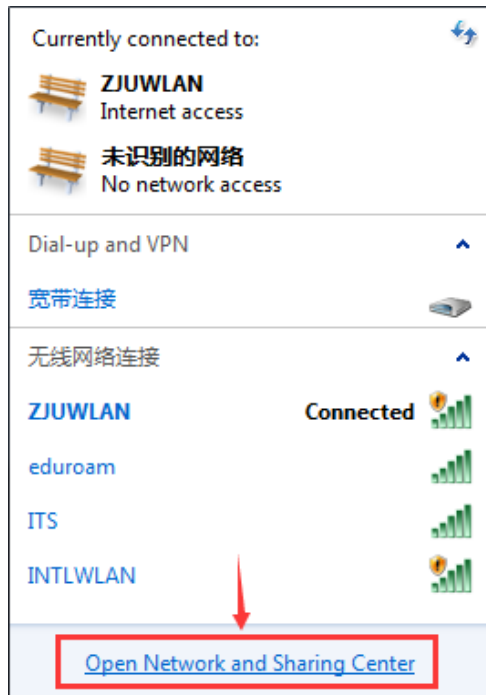 Currently connected to:
ZJUWLAN
Internet access
未识别的网络
No network access
Dial-up and VPN
宽带连接
无线网络连接
ZJUWLAN Connected
eduroam
ITS
INTLWLAN
Open Network and Sharing Center